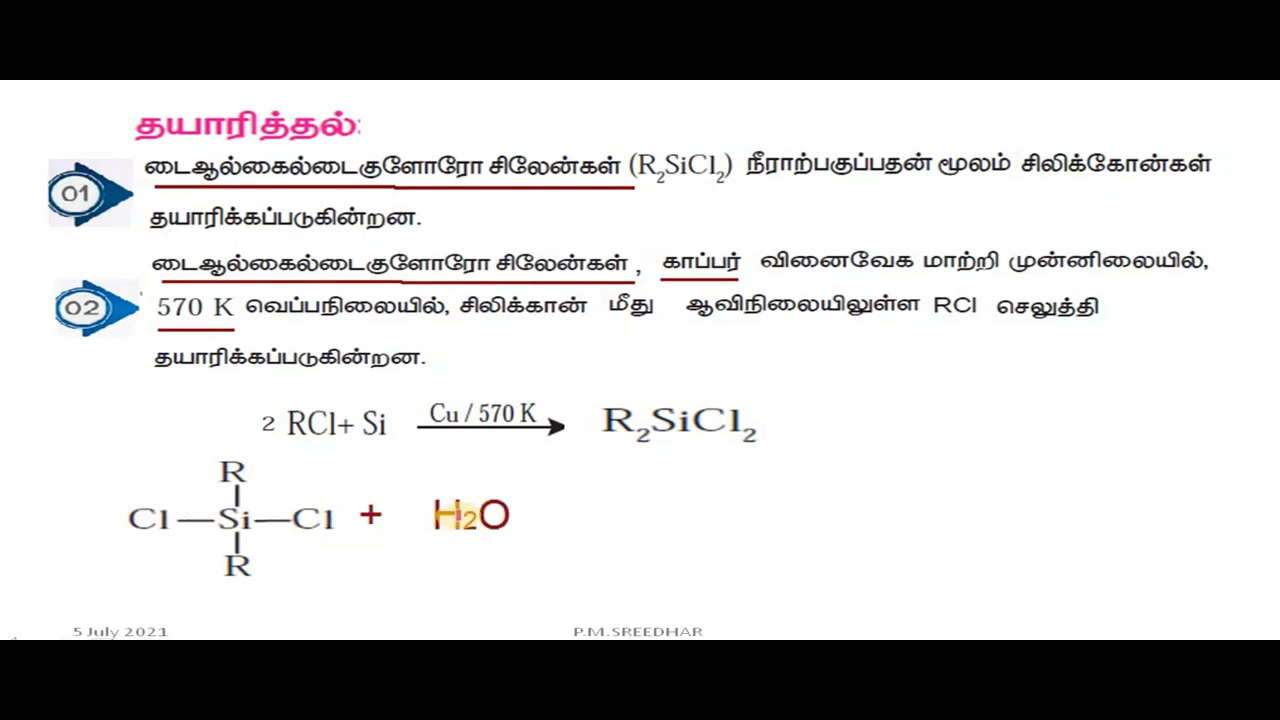 தயாரித்தல்:
01 டைஆல்கைல்டைகுளோரோ சிலேன்கள் (R₂SiCl₂) நீராற்பகுப்பதன் மூலம் சிலிக்கோன்கள்
தயாரிக்கப்படுகின்றன.
டைஆல்கைல்டைகுளோரோ சிலேன்கள் , காப்பர் வினைவேக மாற்றி முன்னிலையில்,
02 570 K வெப்பநிலையில், சிலிக்கான் மீது ஆவிநிலையிலுள்ள RCl செலுத்தி
தயாரிக்கப்படுகின்றன.
2 RCl+ Si Cu / 570 K R₂SiCl₂
R
Cl—Si—Cl + H₂O
R
5 July 2021 P.M.SREEDHAR